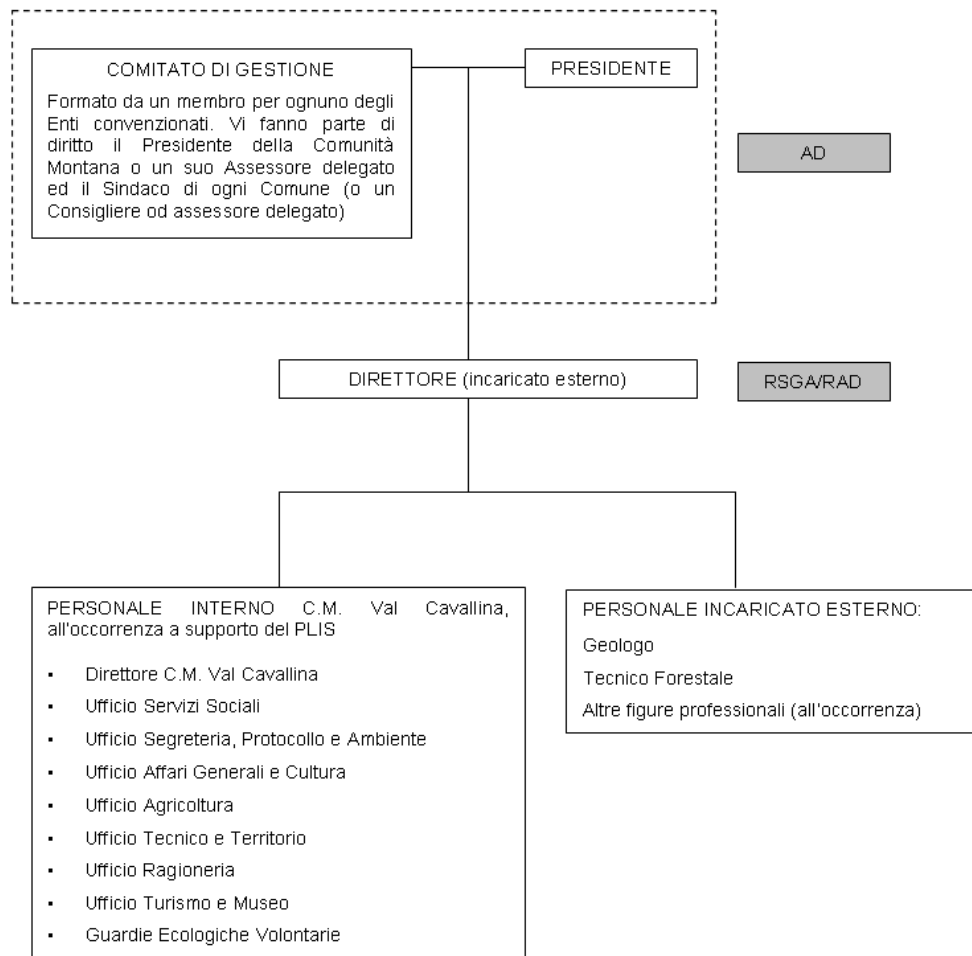 COMITATO DI GESTIONE
Formato da un membro per ognuno degli
Enti convenzionati. Vi fanno parte di
diritto il Presidente della Comunità
Montana o un suo Assessore delegato
ed il Sindaco di ogni Comune (o un
Consigliere od assessore delegato)
PRESIDENTE
AD
DIRETTORE (incaricato esterno)
RSGA/RAD
PERSONALE INTERNO C.M. Val Cavallina,
all'occorrenza a supporto del PLIS
▪ Direttore C.M. Val Cavallina
▪ Ufficio Servizi Sociali
▪ Ufficio Segreteria, Protocollo e Ambiente
▪ Ufficio Affari Generali e Cultura
▪ Ufficio Agricoltura
▪ Ufficio Tecnico e Territorio
▪ Ufficio Ragioneria
▪ Ufficio Turismo e Museo
▪ Guardie Ecologiche Volontarie
PERSONALE INCARICATO ESTERNO:
Geologo
Tecnico Forestale
Altre figure professionali (all'occorrenza)